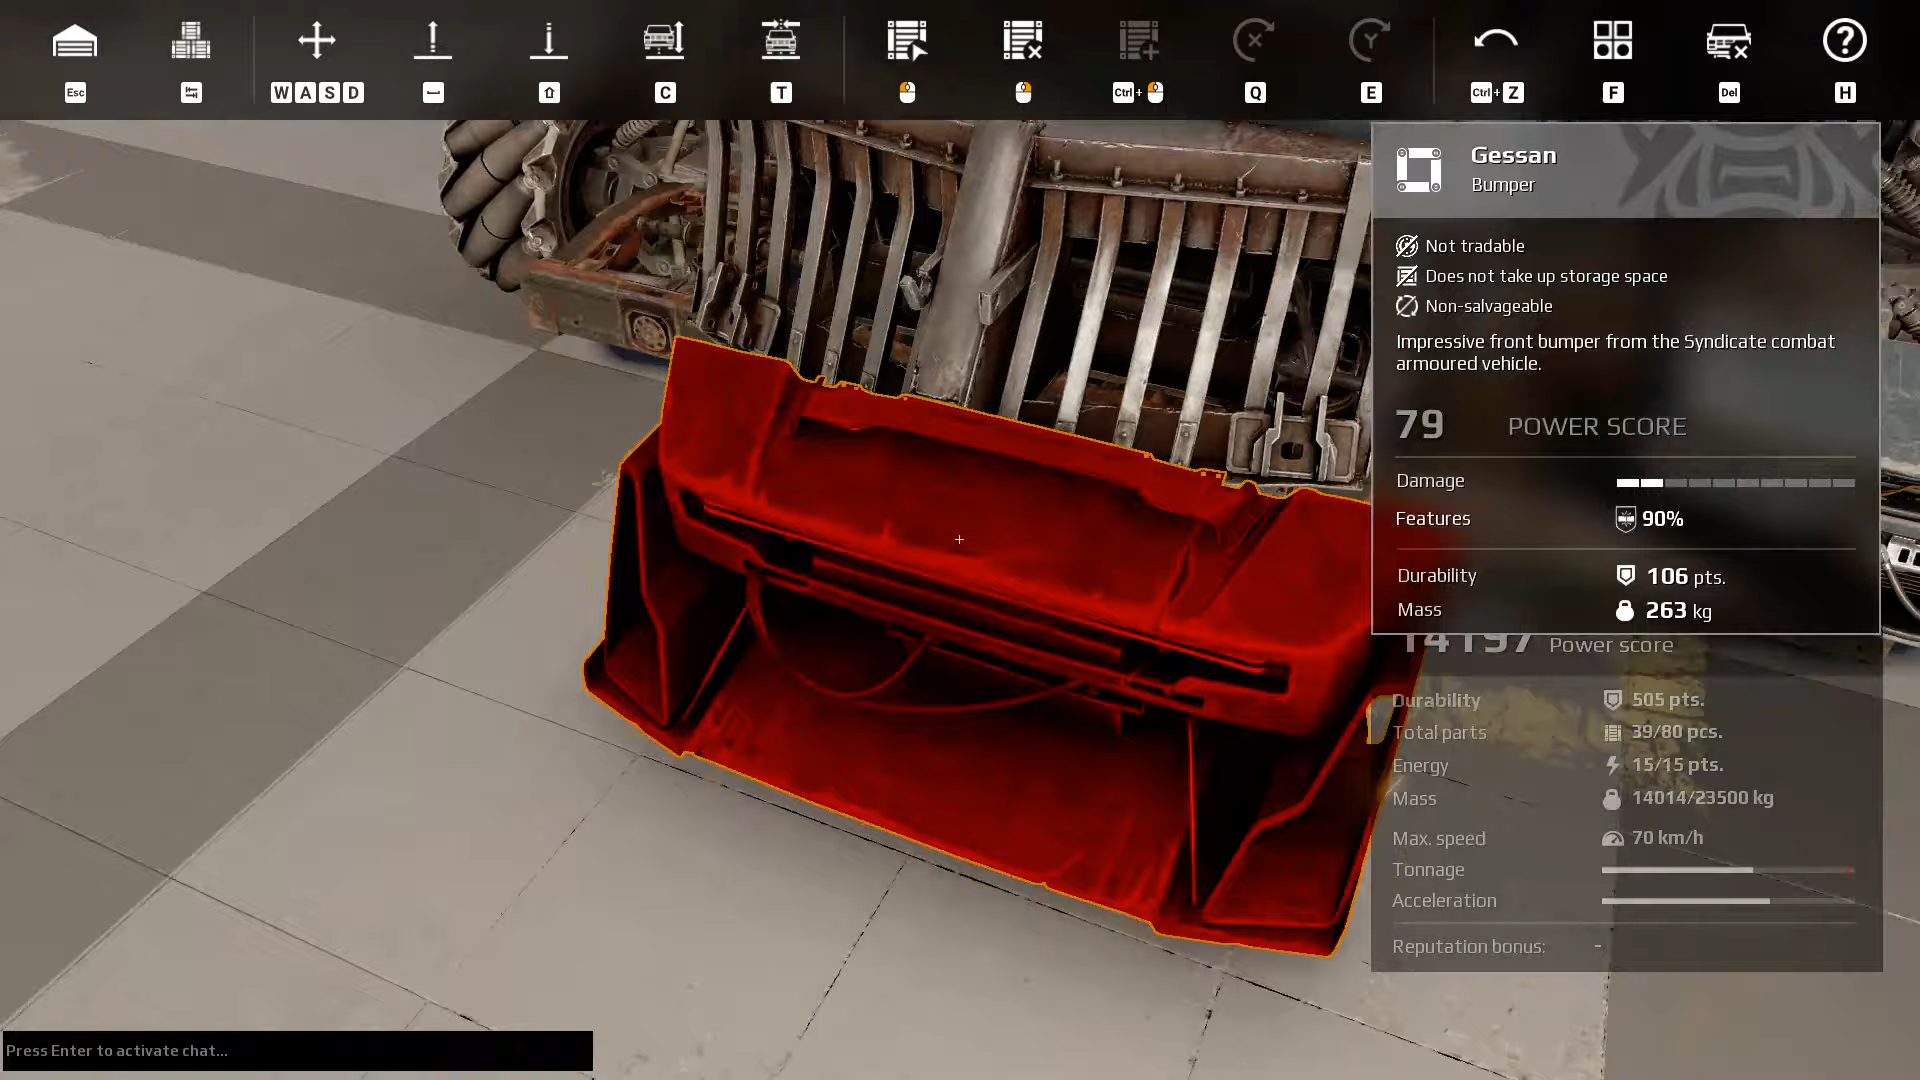 Esc
W A S D
C
T
Ctrl +
Q
E
Ctrl + Z
F
Del
H
Gessan
Bumper
Not tradable
Does not take up storage space
Non-salvageable
Impressive front bumper from the Syndicate combat
armoured vehicle.
79 POWER SCORE
Damage
Features 90%
Durability 106 pts.
Mass 263 kg
14197 Power score
Durability 505 pts.
Total parts 39/80 pcs.
Energy 15/15 pts.
Mass 14014/23500 kg
Max. speed 70 km/h
Tonnage
Acceleration
Reputation bonus: -
Press Enter to activate chat...